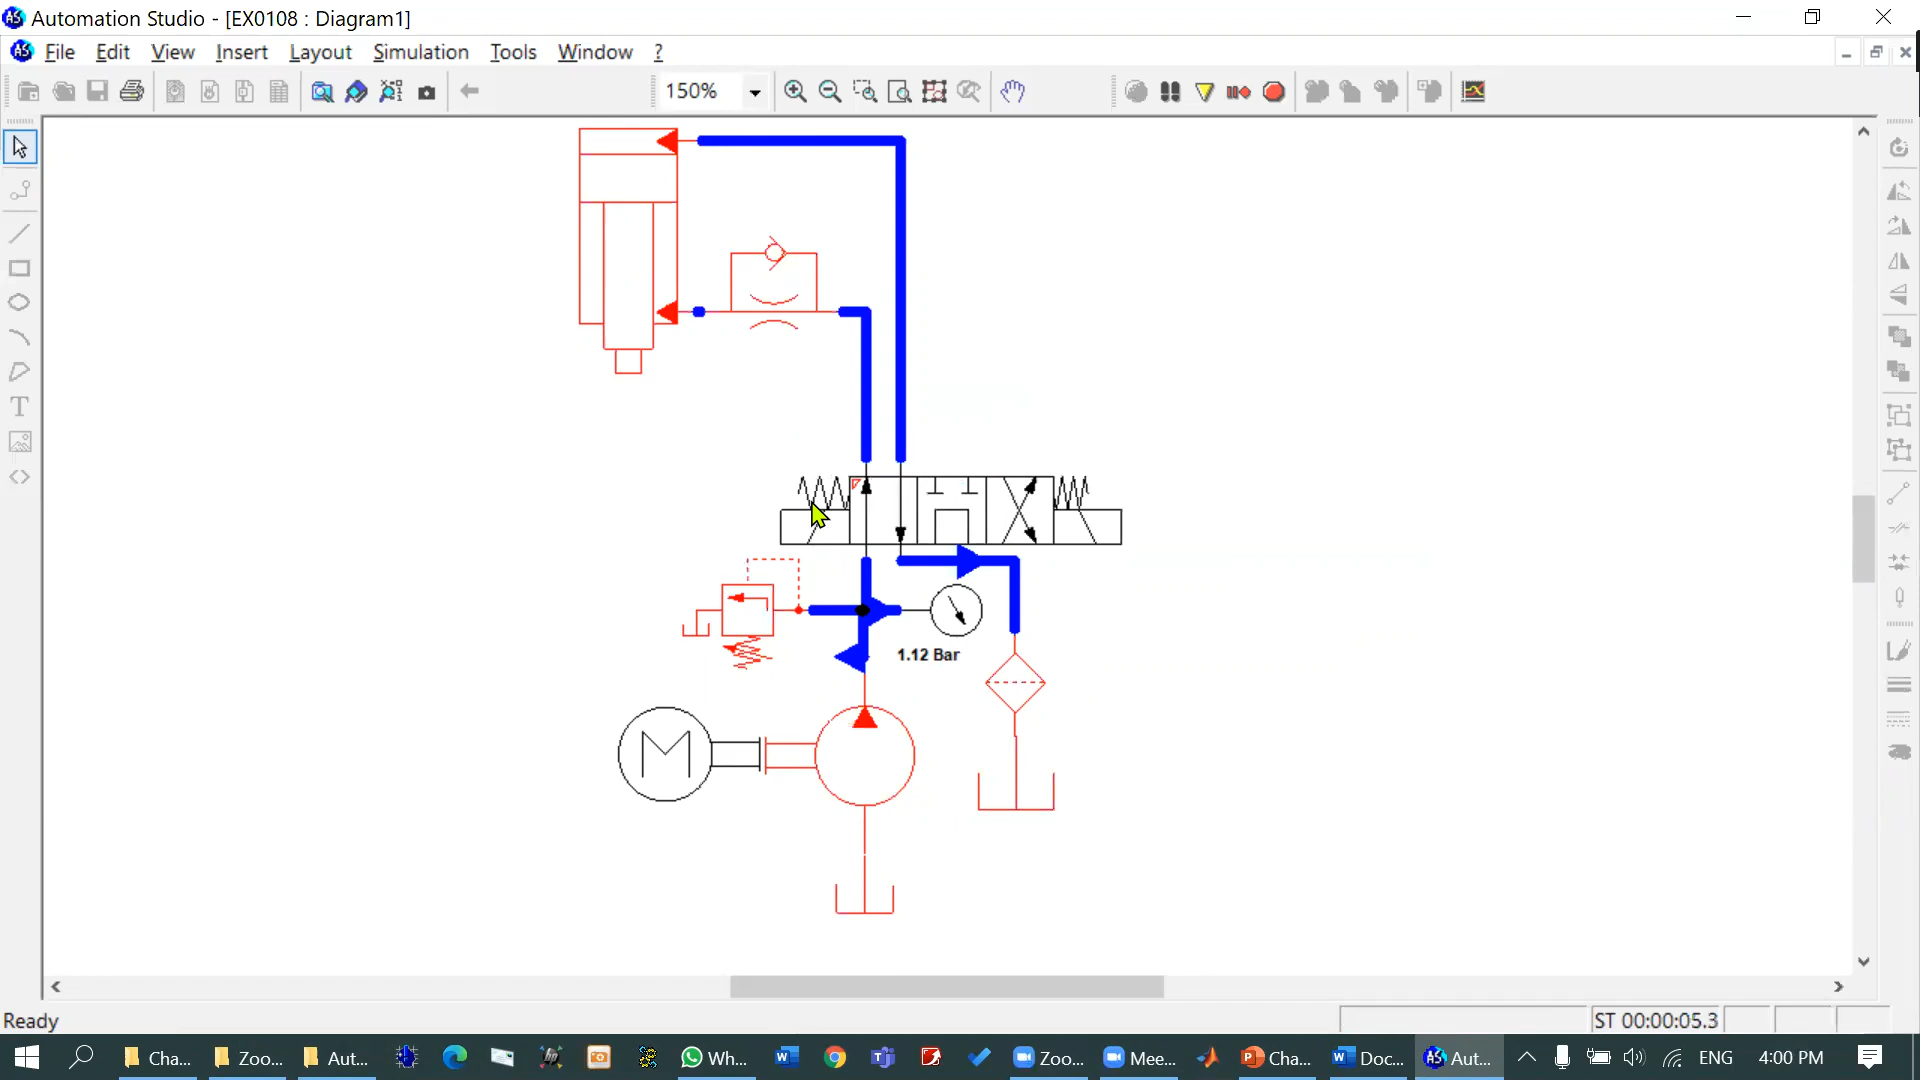 Automation Studio - [EX0108 : Diagram1]
File Edit View Insert Layout Simulation Tools Window ?
150%
T
1.12 Bar
M
Ready
ST 00:00:05.3
Cha... Zoo... Aut... Wh... Zoo... Mee... Cha... Doc... Aut... ENG 4:00 PM